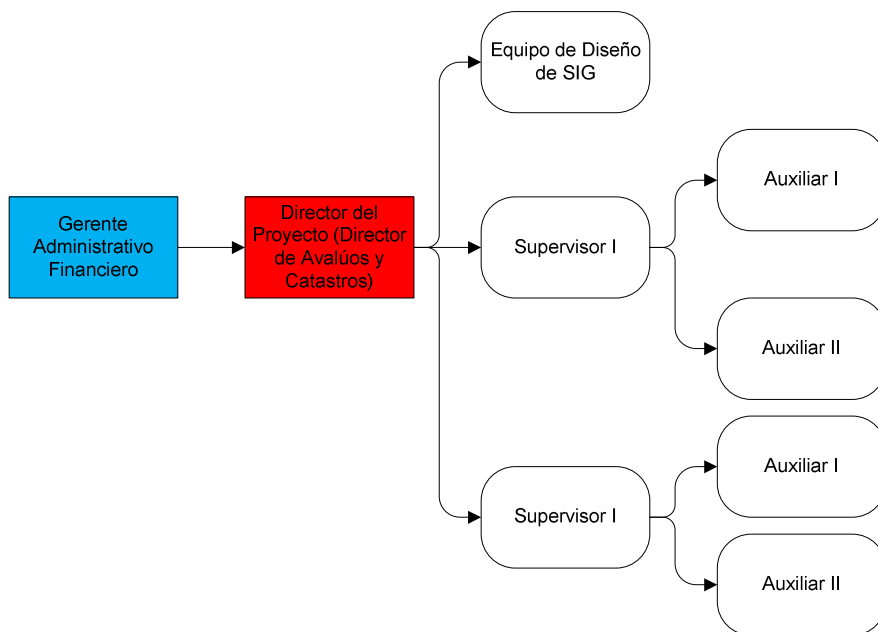 Gerente
Administrativo
Financiero
Director del
Proyecto (Director
de Avalúos y
Catastros)
Equipo de Diseño
de SIG
Supervisor I
Auxiliar I
Auxiliar II
Supervisor I
Auxiliar I
Auxiliar II